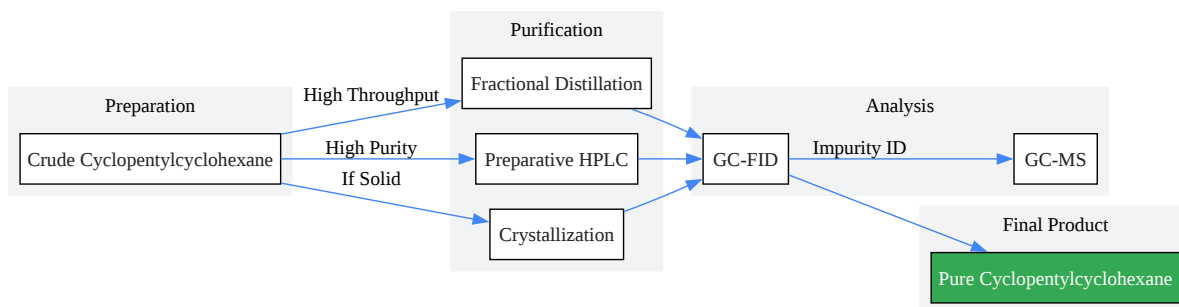 Preparation
Crude Cyclopentylcyclohexane
High Throughput
High Purity
If Solid
Purification
Fractional Distillation
Preparative HPLC
Crystallization
Analysis
GC-FID
Impurity ID
GC-MS
Final Product
Pure Cyclopentylcyclohexane